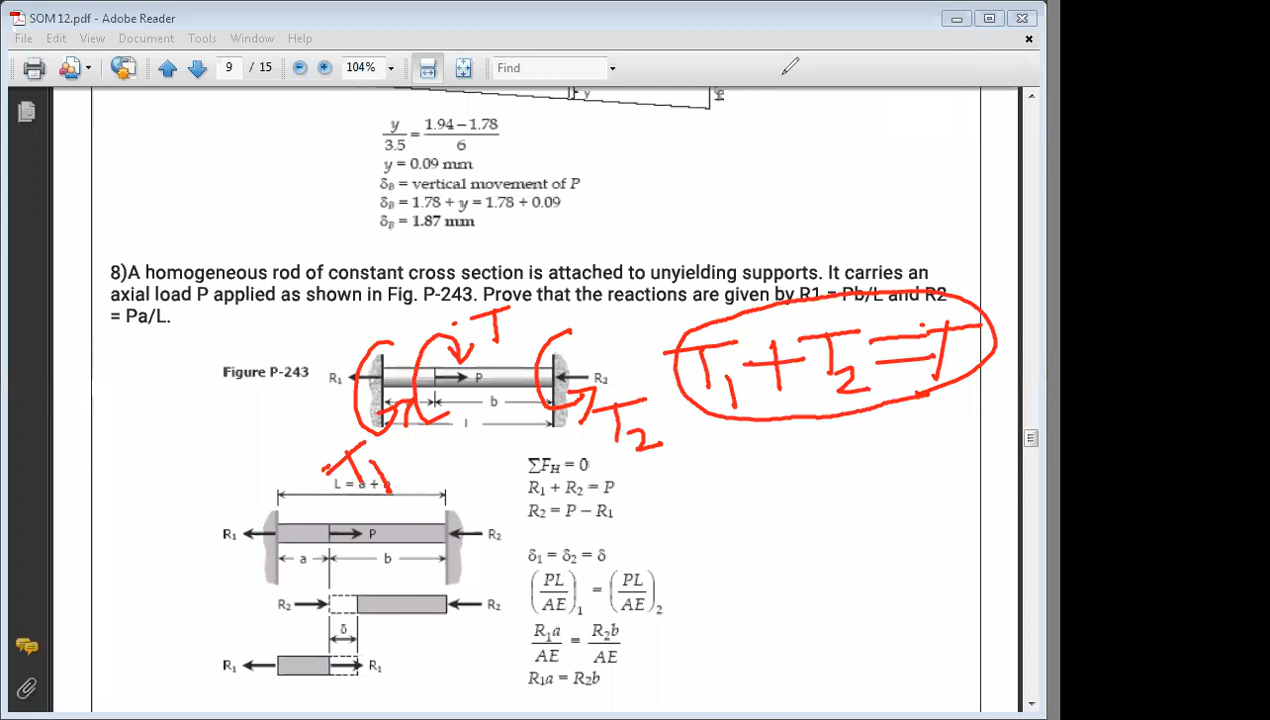 SOM 12.pdf - Adobe Reader
File Edit View Document Tools Window Help
9 / 15 104% Find
y
y/3.5 = 1.94 – 1.78/6
y = 0.09 mm
δB = vertical movement of P
δB = 1.78 + y = 1.78 + 0.09
δB = 1.87 mm
8)A homogeneous rod of constant cross section is attached to unyielding supports. It carries an
axial load P applied as shown in Fig. P-243. Prove that the reactions are given by R1 = Pb/L and R2
= Pa/L.
T
T1 + T2 = T
Figure P-243
R1 P R2
b
T2
T1
L = a +
ΣFH = 0
R1 + R2 = P
R2 = P – R1
R1 P R2
a b
δ1 = δ2 = δ
(PL/AE)1 = (PL/AE)2
R2 R2
δ
R1a/AE = R2b/AE
R1 R1
R1a = R2b